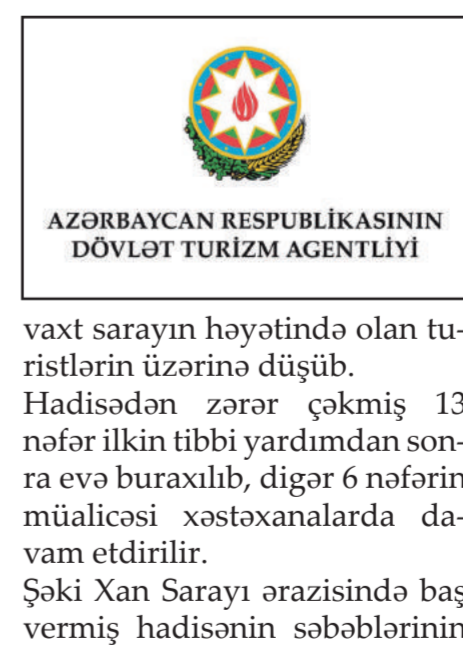 AZƏRBAYCAN RESPUBLİKASININ
DÖVLƏT TURİZM AGENTLİYİ
vaxt sarayın həyətində olan tu-
ristlərin üzərinə düşüb.
Hadisədən zərər çəkmiş 13
nəfər ilkin tibbi yardımdan son-
ra evə buraxılıb, digər 6 nəfərin
müalicəsi xəstəxanalarda da-
vam etdirilir.
Şəki Xan Sarayı ərazisində baş
vermiş hadisənin səbəblərinin